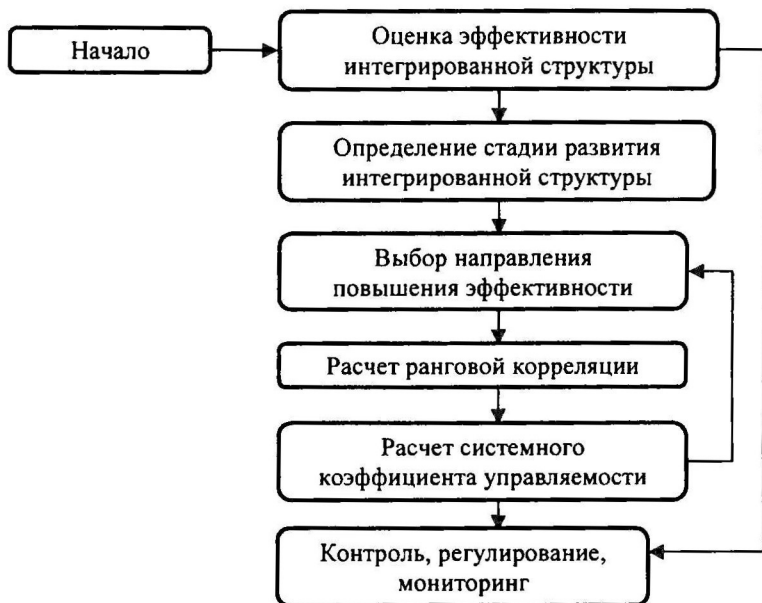 Начало
Оценка эффективности
интегрированной структуры
Определение стадии развития
интегрированной структуры
Выбор направления
повышения эффективности
Расчет ранговой корреляции
Расчет системного
коэффициента управляемости
Контроль, регулирование,
мониторинг